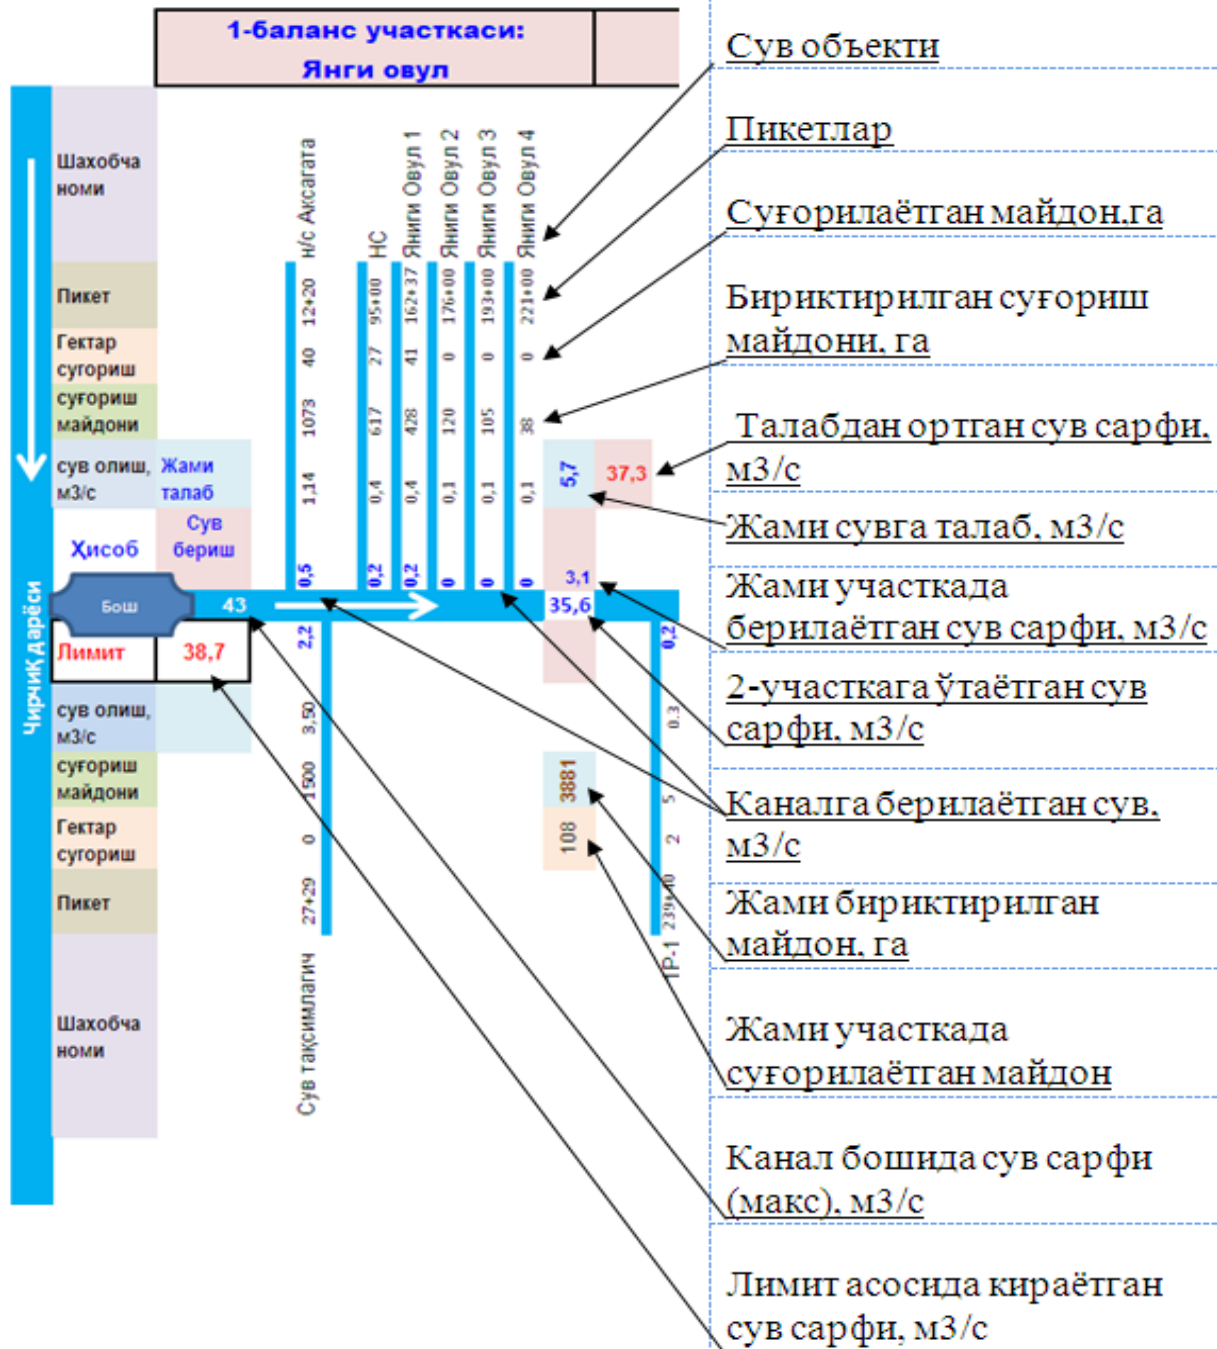 1-баланс участкаси:
Янги овул
Шахобча
номи
Пикет
Гектар
сугориш
суғориш
майдони
сув олиш,
м3/с
Жами
талаб
Ҳисоб
Сув
бериш
Бош
43
Лимит
38,7
сув олиш,
м3/с
суғориш
майдони
Гектар
сугориш
Пикет
Шахобча
номи
Чирчиқ дарёси
н/с Аксагата
12+20
40
1073
1,14
0,5
НС
95+00
27
617
0,4
0,2
Яниги Овул 1
162+37
41
428
0,4
0,2
Яниги Овул 2
176+00
0
120
0,1
0
Яниги Овул 3
193+00
0
105
0,1
0
Яниги Овул 4
221+00
0
38
0,1
0
5,7
37,3
3,1
35,6
2,2
3,50
1500
0
27+29
Сув тақсимлагич
3881
108
0,2
0.3
5
2
239+40
ТР-1
Сув объекти
Пикетлар
Суғорилаётган майдон,га
Бириктирилган суғориш
майдони, га
Талабдан ортган сув сарфи,
м3/с
Жами сувга талаб, м3/с
Жами участкада
берилаётган сув сарфи, м3/с
2-участкага ўтаётган сув
сарфи, м3/с
Каналга берилаётган сув,
м3/с
Жами бириктирилган
майдон, га
Жами участкада
суғорилаётган майдон
Канал бошида сув сарфи
(макс), м3/с
Лимит асосида кираётган
сув сарфи, м3/с